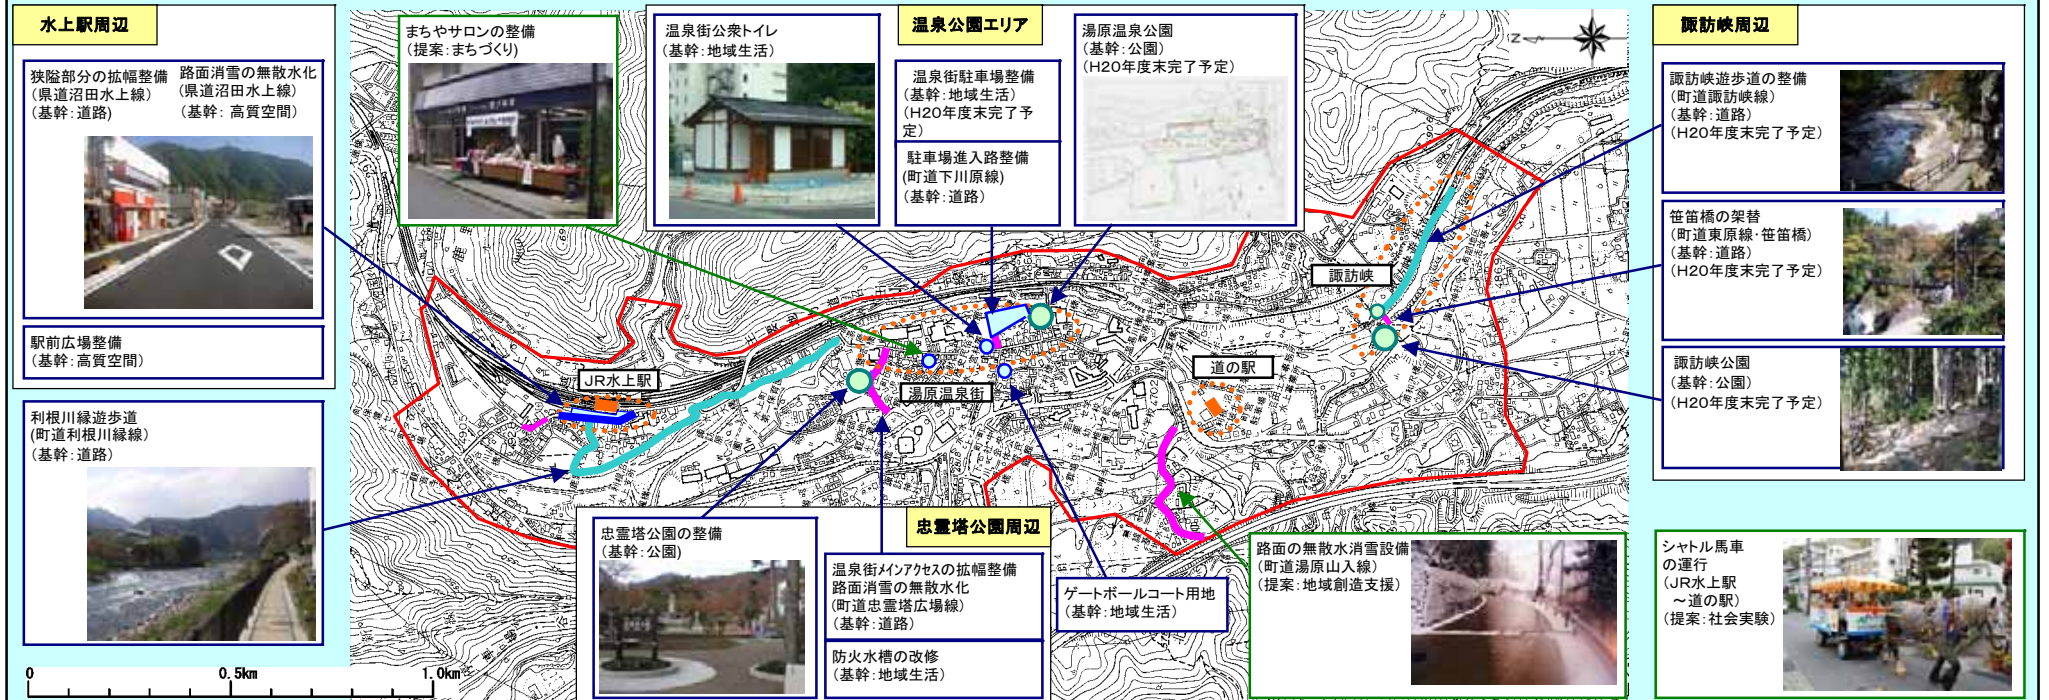 水上駅周辺
狭隘部分の拡幅整備
(県道沼田水上線)
(基幹:道路)
路面消雪の無散水化
(県道沼田水上線)
(基幹: 高質空間)
駅前広場整備
(基幹:高質空間)
利根川緑遊歩道
(町道利根川緑線)
(基幹:道路)
まちやサロンの整備
(提案:まちづくり)
温泉街公衆トイレ
(基幹:地域生活)
温泉公園エリア
温泉街駐車場整備
(基幹:地域生活)
(H20年度末完了予
定)
駐車場進入路整備
(町道下川原線)
(基幹:道路)
湯原温泉公園
(基幹:公園)
(H20年度末完了予定)
Z
諏訪峡周辺
諏訪峡遊歩道の整備
(町道諏訪峡線)
(基幹:道路)
(H20年度末完了予定)
笹笛橋の架替
(町道東原線・笹笛橋)
(基幹:道路)
(H20年度末完了予定)
諏訪峡公園
(基幹:公園)
(H20年度末完了予定)
諏訪峡
JR水上駅
湯原温泉街
道の駅
忠霊塔公園の整備
(基幹:公園)
忠霊塔公園周辺
温泉街メインアクセスの拡幅整備
路面消雪の無散水化
(町道忠霊塔広場線)
(基幹:道路)
防火水槽の改修
(基幹:地域生活)
ゲートボールコート用地
(基幹:地域生活)
路面の無散水消雪設備
(町道湯原山入線)
(提案:地域創造支援)
シャトル馬車
の運行
(JR水上駅
~道の駅)
(提案:社会実験)
0 0.5km 1.0km